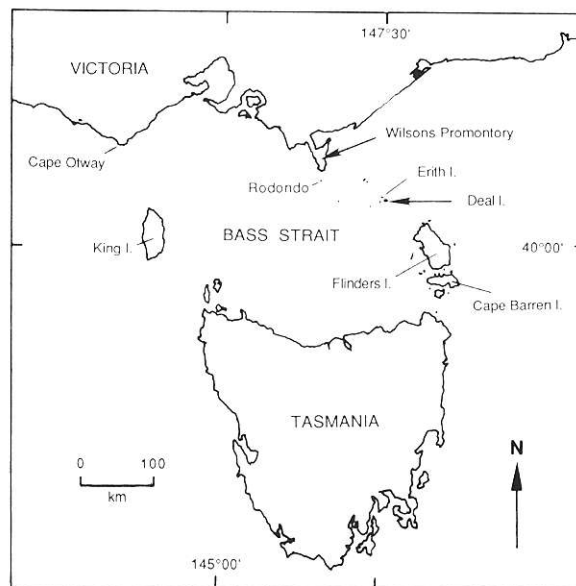 147°30'
VICTORIA
Wilsons Promontory
Cape Otway
Erith I.
Rodondo
Deal I.
BASS STRAIT
King I.
40°00'
Flinders I.
Cape Barren I.
TASMANIA
N
0 100
km
145°00'